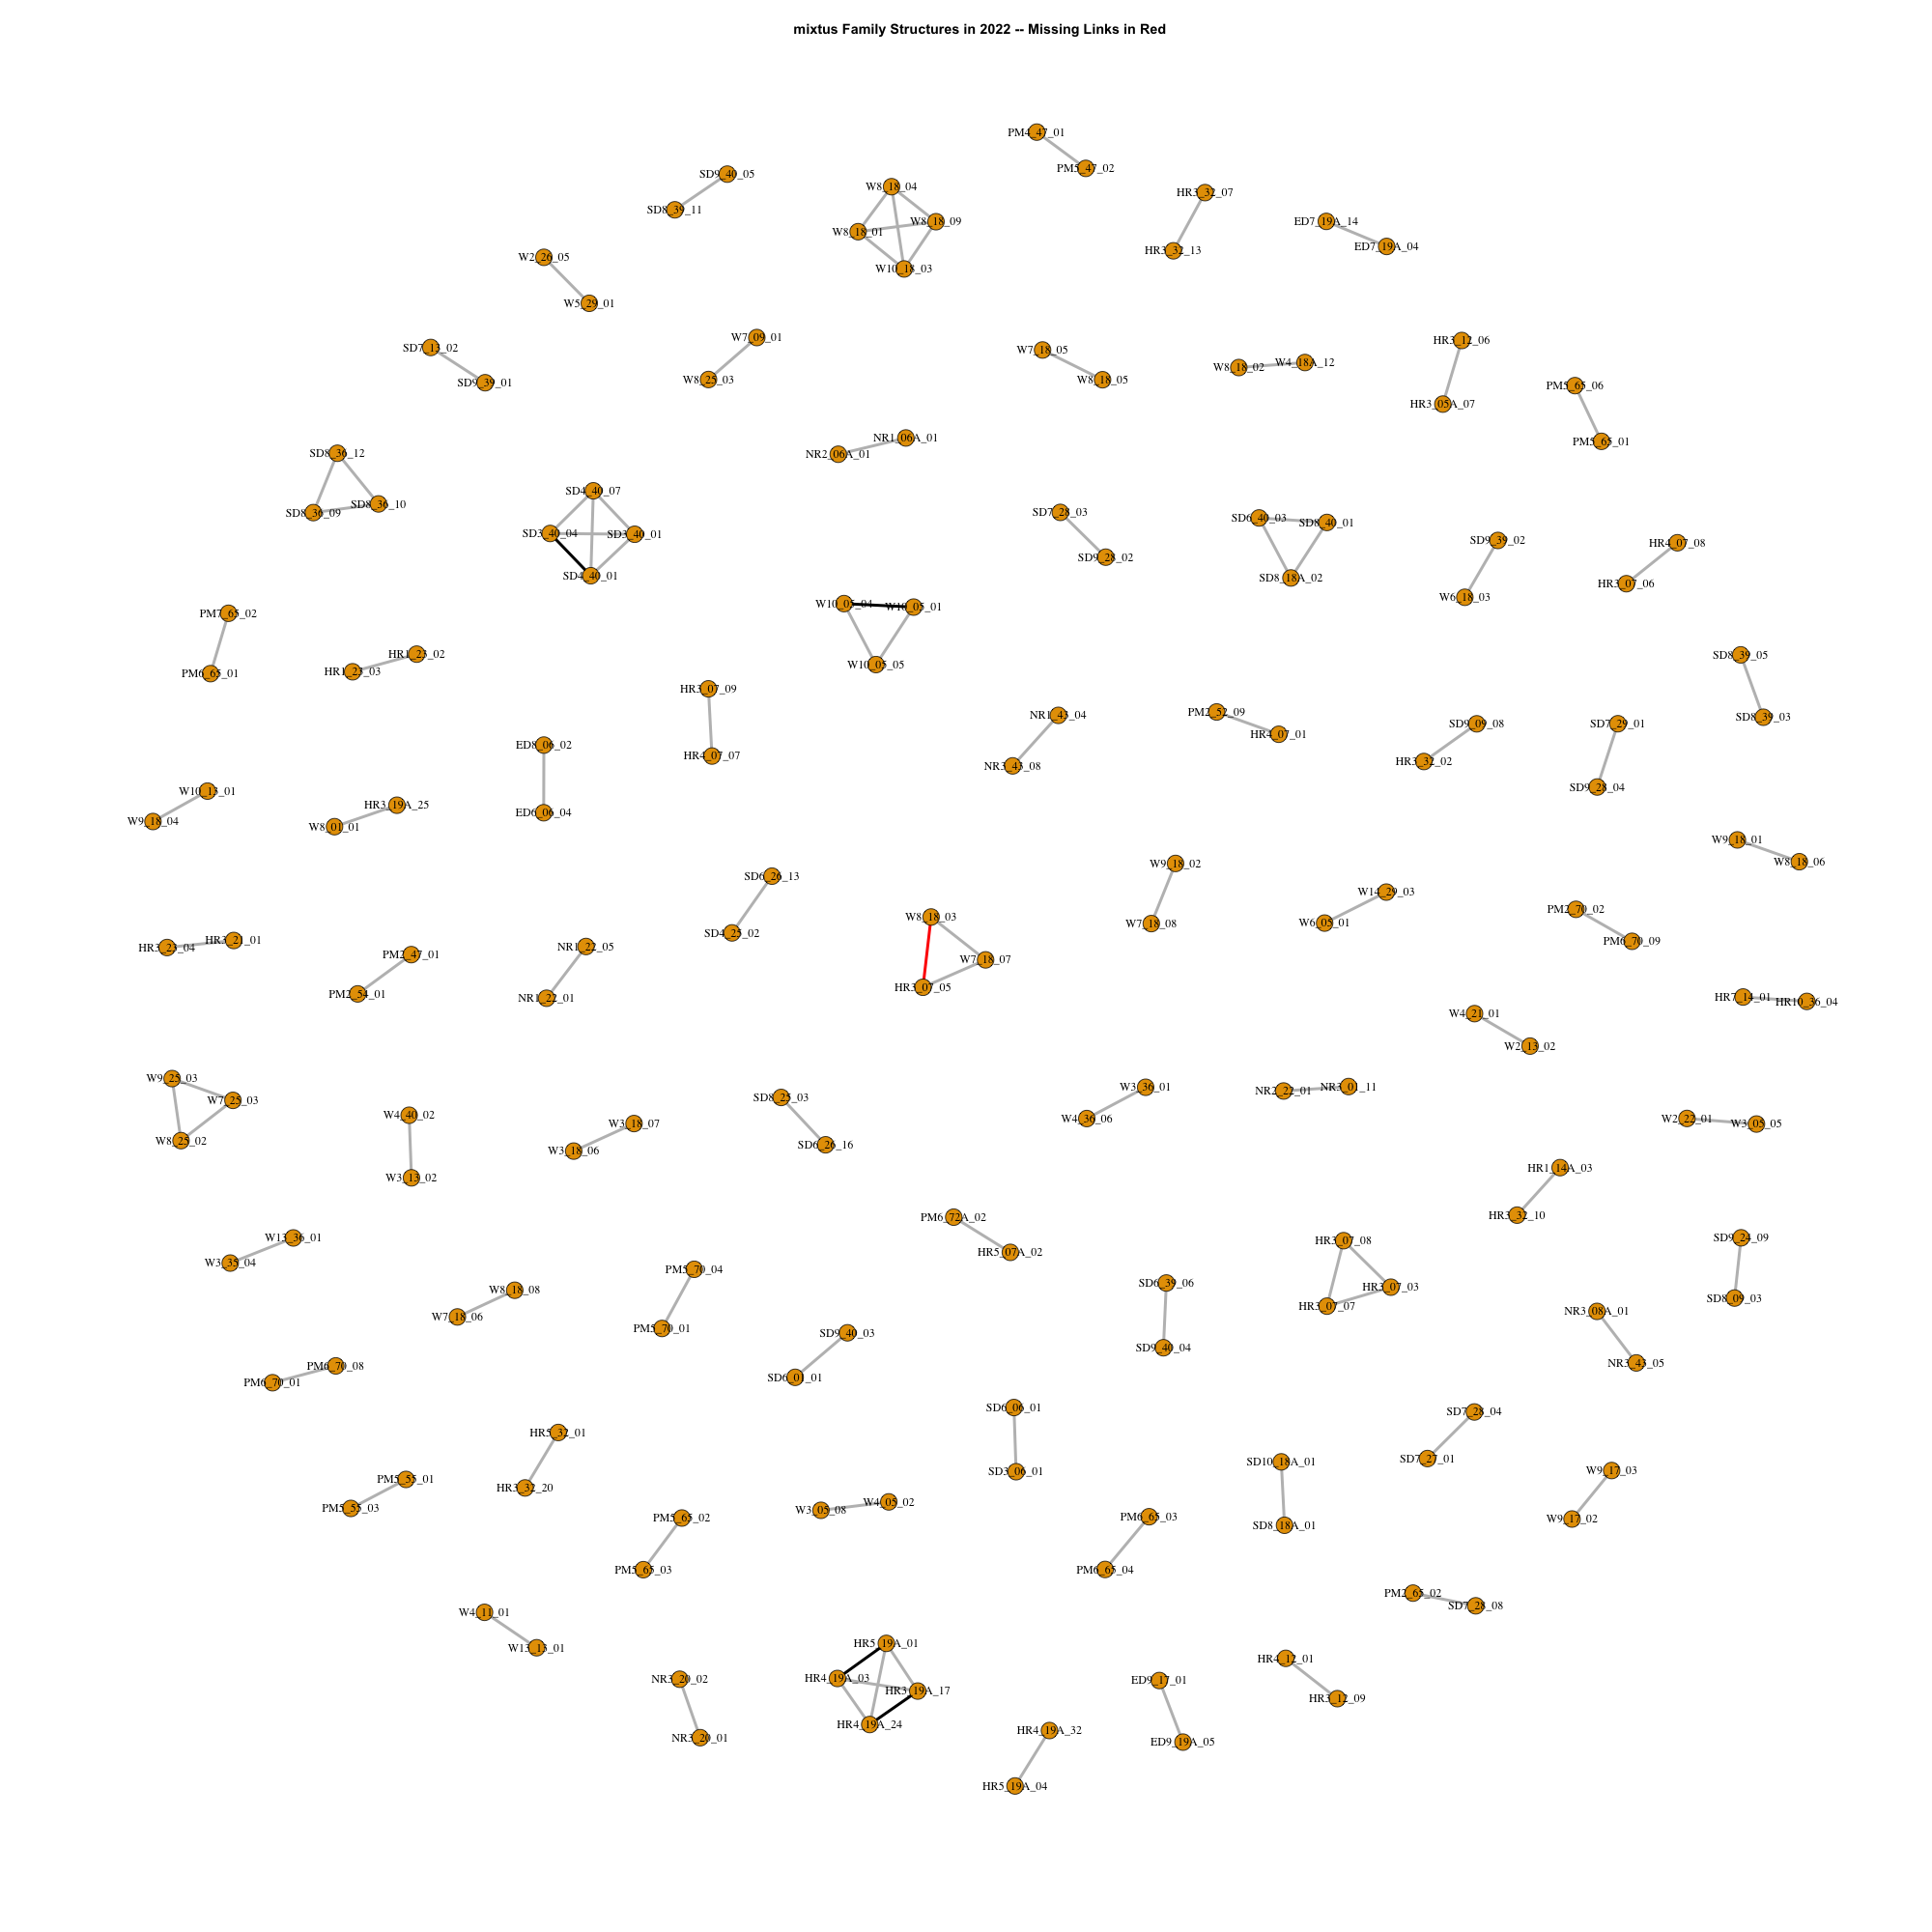 mixtus Family Structures in 2022 -- Missing Links in Red
PM4_47_01
PM5_47_02
SD9_40_05
SD8_39_11
W8_18_04
W8_18_09
W8_18_01
W10_18_03
HR3_32_07
HR3_32_13
ED7_19A_14
ED7_19A_04
W2_26_05
W5_29_01
SD7_13_02
SD9_39_01
W7_09_01
W8_25_03
W7_18_05
W8_18_05
W8_18_02
W4_18A_12
HR3_12_06
HR3_05A_07
PM5_65_06
PM5_65_01
NR1_06A_01
NR2_06A_01
SD8_36_12
SD8_36_10
SD8_36_09
SD4_40_07
SD3_40_04
SD3_40_01
SD4_40_01
SD7_28_03
SD9_28_02
SD6_40_03
SD8_40_01
SD8_18A_02
SD9_39_02
W6_18_03
HR4_07_08
HR3_07_06
W10_05_04
W10_05_01
W10_05_05
PM7_65_02
PM6_65_01
HR1_23_02
HR1_23_03
HR3_07_09
HR4_07_07
SD8_39_05
SD8_39_03
NR1_43_04
NR3_43_08
PM2_52_09
HR4_07_01
SD9_09_08
HR3_32_02
SD7_29_01
SD9_28_04
ED8_06_02
ED6_06_04
W10_13_01
W9_18_04
HR3_19A_25
W8_01_01
W9_18_01
W8_18_06
SD6_26_13
SD4_25_02
W9_18_02
W7_18_08
W14_29_03
W6_05_01
W8_18_03
W7_18_07
HR3_07_05
PM2_70_02
PM6_70_09
HR3_21_01
HR3_23_04
PM2_47_01
PM2_54_01
NR1_22_05
NR1_22_01
HR7_14_01
HR10_36_04
W4_21_01
W2_13_02
W9_25_03
W7_25_03
W8_25_02
W4_40_02
W3_13_02
W3_18_07
W3_18_06
SD8_25_03
SD6_26_16
W3_36_01
W4_36_06
NR2_22_01
NR3_01_11
W2_22_01
W3_05_05
HR1_14A_03
HR3_32_10
PM6_72A_02
HR5_07A_02
W13_36_01
W3_35_04
HR3_07_08
HR3_07_03
HR3_07_07
SD9_24_09
SD8_09_03
PM5_70_04
PM5_70_01
W8_18_08
W7_18_06
SD6_39_06
SD9_40_04
NR3_08A_01
NR3_43_05
SD9_40_03
SD6_01_01
PM6_70_08
PM6_70_01
SD6_06_01
SD3_06_01
SD7_28_04
SD7_27_01
HR5_32_01
HR3_32_20
PM5_55_01
PM5_55_03
SD10_18A_01
SD8_18A_01
W9_17_03
W9_17_02
W4_05_02
W3_05_08
PM5_65_02
PM5_65_03
PM6_65_03
PM6_65_04
PM2_65_02
SD7_28_08
W4_11_01
W13_13_01
HR5_19A_01
HR4_19A_03
HR3_19A_17
HR4_19A_24
NR3_20_02
NR3_20_01
ED9_17_01
ED9_19A_05
HR4_12_01
HR3_12_09
HR4_19A_32
HR5_19A_04